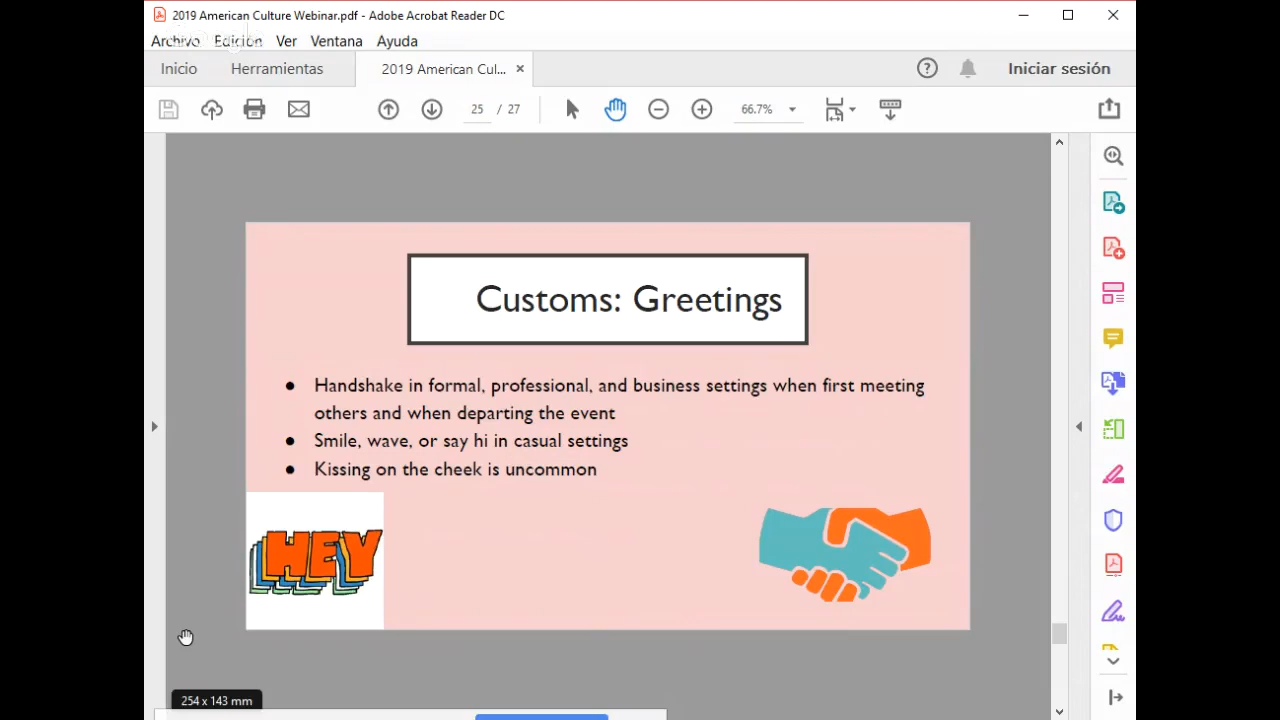 2019 American Culture Webinar.pdf - Adobe Acrobat Reader DC
Archivo Edición Ver Ventana Ayuda
Inicio Herramientas 2019 American Cul... × Iniciar sesión
25 / 27 66.7%
Customs: Greetings
● Handshake in formal, professional, and business settings when first meeting
others and when departing the event
● Smile, wave, or say hi in casual settings
● Kissing on the cheek is uncommon
HEY
254 x 143 mm